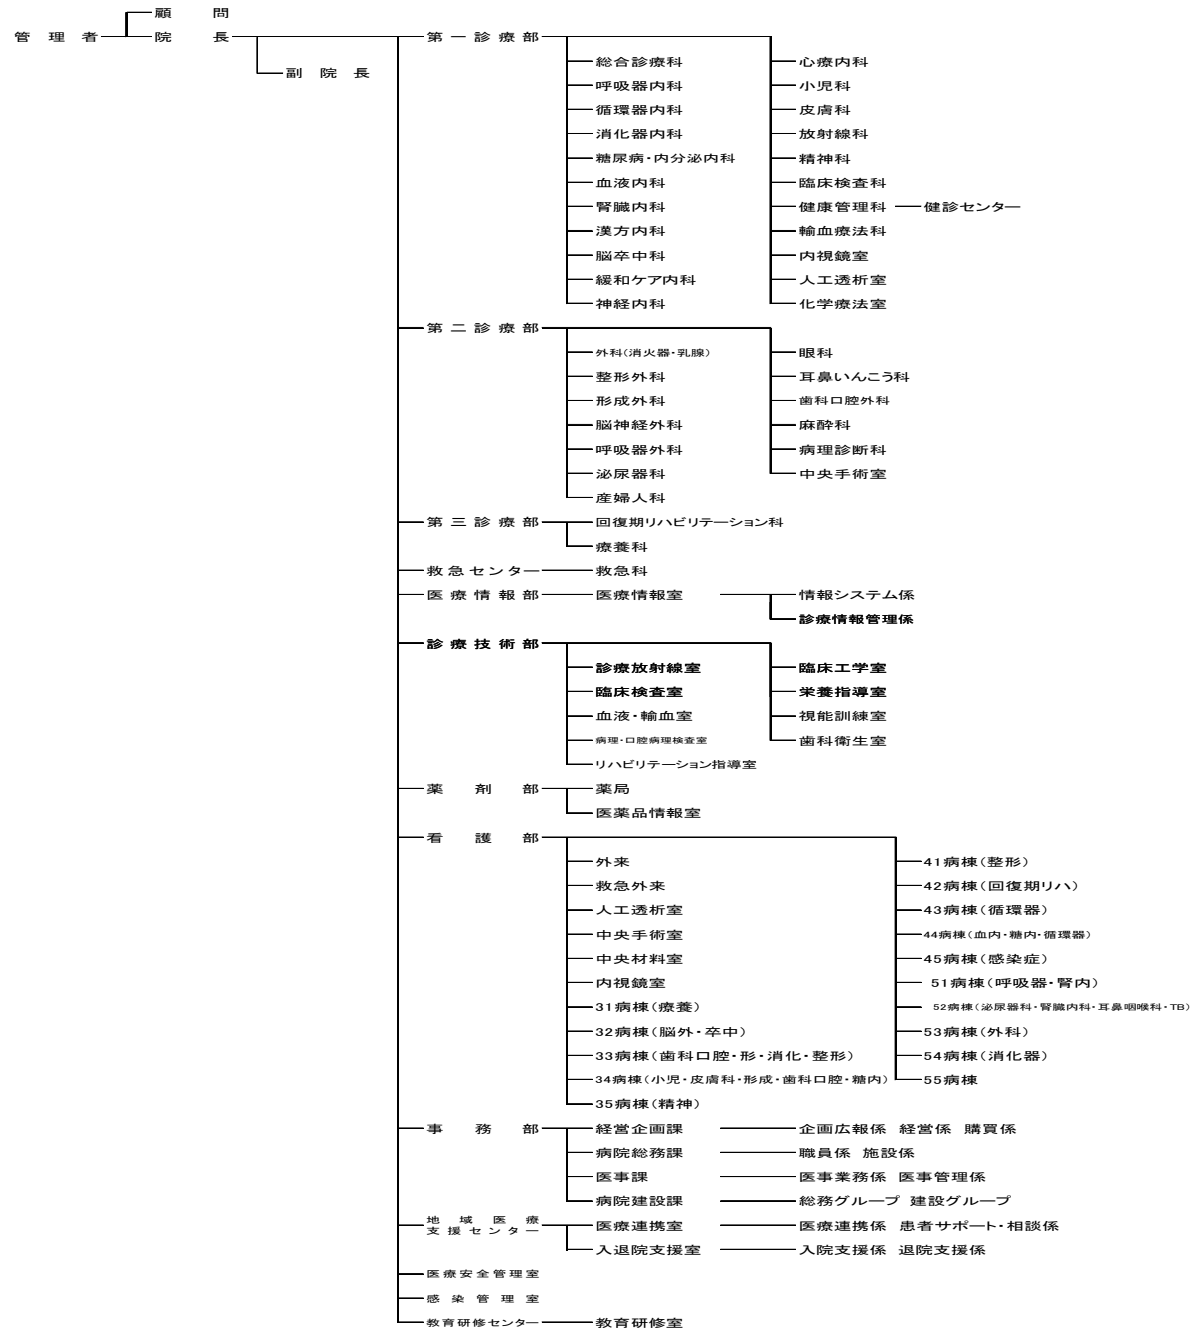 顧問
管理者 院長 第一診療部
総合診療科 心療内科
副院長
呼吸器内科 小児科
循環器内科 皮膚科
消化器内科 放射線科
糖尿病・内分泌内科 精神科
血液内科 臨床検査科
腎臓内科 健康管理科 健診センター
漢方内科 輸血療法科
脳卒中科 内視鏡室
緩和ケア内科 人工透析室
神経内科 化学療法室
第二診療部
外科(消火器・乳腺) 眼科
整形外科 耳鼻いんこう科
形成外科 歯科口腔外科
脳神経外科 麻酔科
呼吸器外科 病理診断科
泌尿器科 中央手術室
産婦人科
第三診療部 回復期リハビリテーション科
療養科
救急センター 救急科
医療情報部 医療情報室 情報システム係
診療情報管理係
診療技術部
診療放射線室 臨床工学室
臨床検査室 栄養指導室
血液・輸血室 視能訓練室
病理・口腔病理検査室 歯科衛生室
リハビリテーション指導室
薬剤部 薬局
医薬品情報室
看護部
外来 41病棟(整形)
救急外来 42病棟(回復期リハ)
人工透析室 43病棟(循環器)
中央手術室 44病棟(血内・糖内・循環器)
中央材料室 45病棟(感染症)
内視鏡室 51病棟(呼吸器・腎内)
31病棟(療養) 52病棟(泌尿器科・腎臓内科・耳鼻咽喉科・TB)
32病棟(脳外・卒中) 53病棟(外科)
33病棟(歯科口腔・形・消化・整形) 54病棟(消化器)
34病棟(小児・皮膚科・形成・歯科口腔・糖内) 55病棟
35病棟(精神)
事務部 経営企画課 企画広報係 経営係 購買係
病院総務課 職員係 施設係
医事課 医事業務係 医事管理係
病院建設課 総務グループ 建設グループ
地域医療
支援センター 医療連携室 医療連携係 患者サポート・相談係
入退院支援室 入院支援係 退院支援係
医療安全管理室
感染管理室
教育研修センター 教育研修室